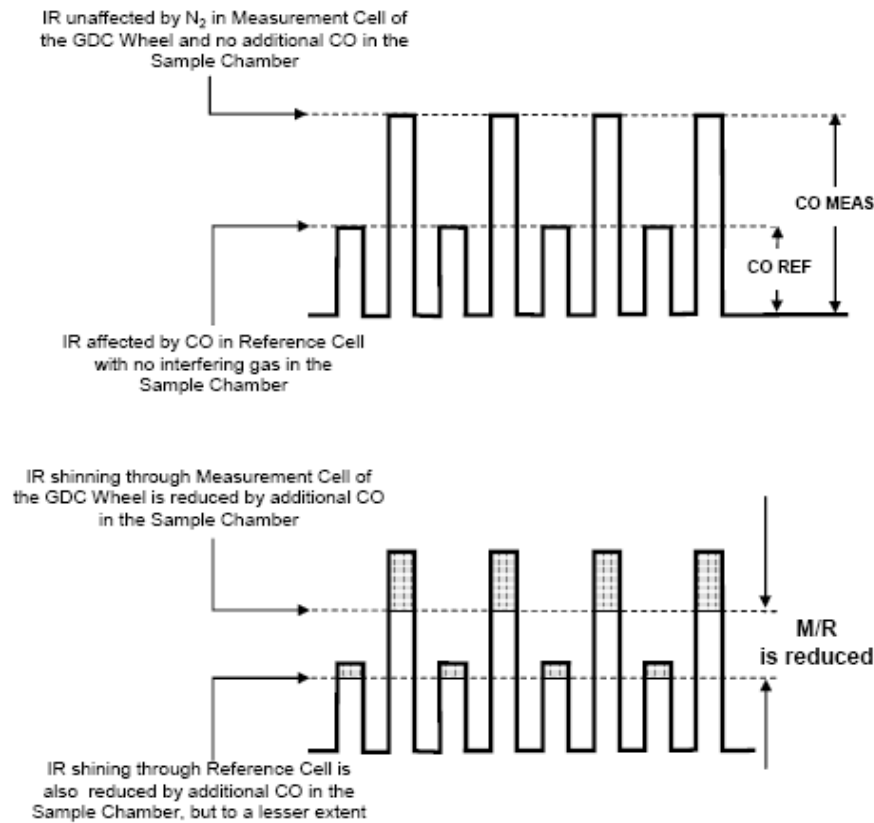 IR unaffected by N₂ in Measurement Cell of
the GDC Wheel and no additional CO in the
Sample Chamber
CO MEAS
CO REF
IR affected by CO in Reference Cell
with no interfering gas in the
Sample Chamber
IR shinning through Measurement Cell of
the GDC Wheel is reduced by additional CO
in the Sample Chamber
M/R
is reduced
IR shining through Reference Cell is
also reduced by additional CO in the
Sample Chamber, but to a lesser extent